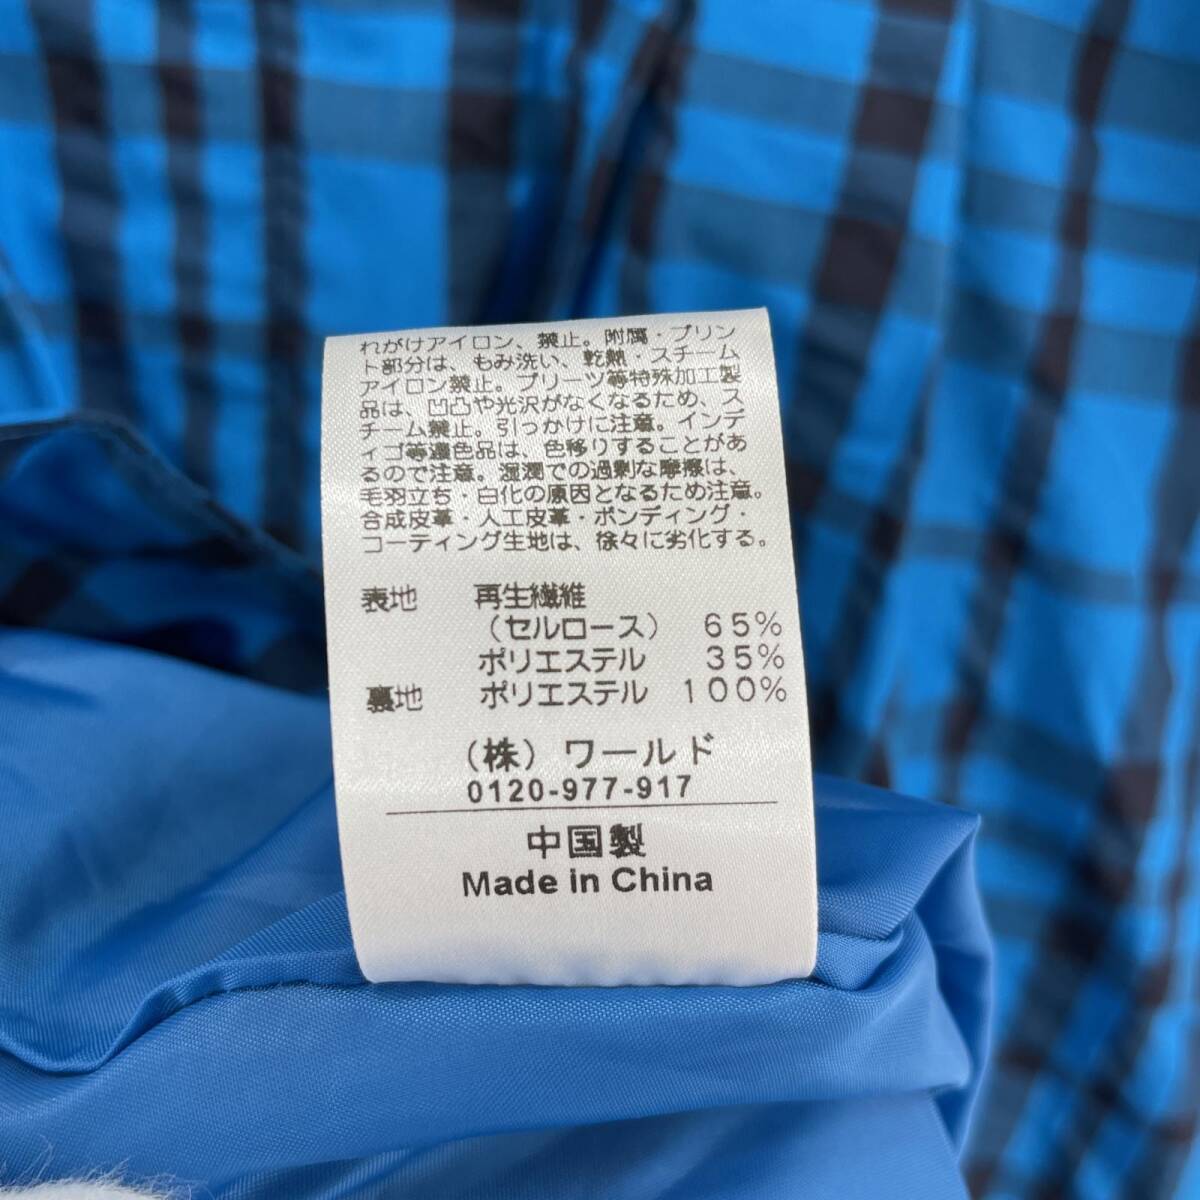 れがけアイロン、禁止。附属・プリン
ト部分は、もみ洗い、乾熱・スチーム
アイロン禁止。プリーツ等特殊加工製
品は、凹凸や光沢がなくなるため、ス
チーム禁止。引っかけに注意。インデ
ィゴ等濃色品は、色移りすることがあ
るので注意。湿潤での過剰な摩擦は、
毛羽立ち・白化の原因となるため注意。
合成皮革・人工皮革・ボンディング・
コーティング生地は、徐々に劣化する。
表地 再生繊維
（セルロース） 65%
ポリエステル 35%
裏地 ポリエステル 100%
（株）ワールド
0120-977-917
中国製
Made in China